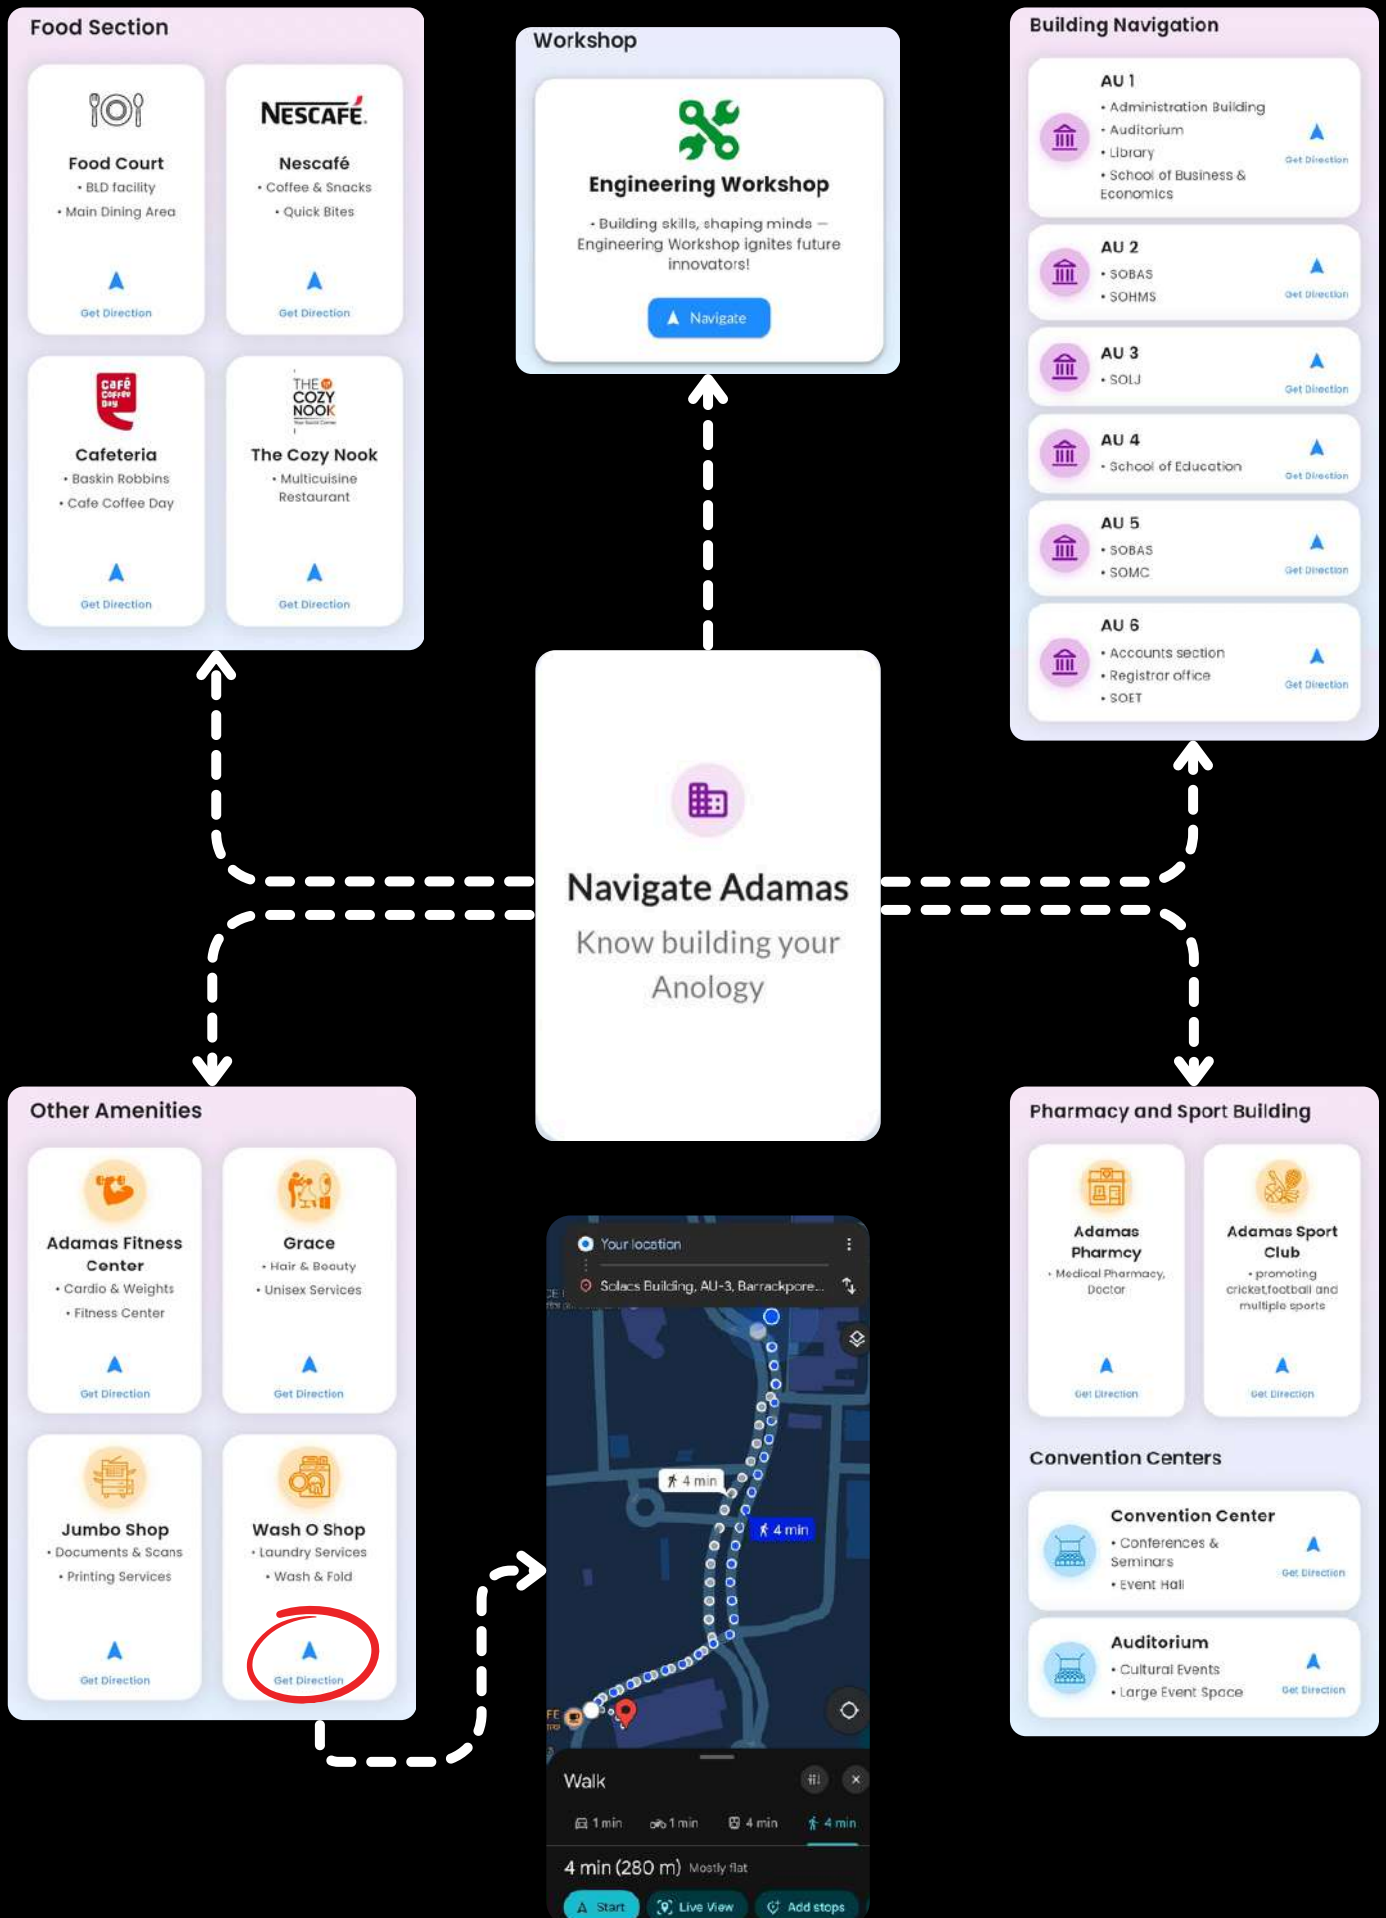 Food Section
NESCAFÉ.
Food Court
• BLD facility
• Main Dining Area
Get Direction
Nescafé
• Coffee & Snacks
• Quick Bites
Get Direction
Café
Coffee
Day
Cafeteria
• Baskin Robbins
• Cafe Coffee Day
Get Direction
THE
COZY
NOOK
Your Social Corner
The Cozy Nook
• Multicuisine
Restaurant
Get Direction
Workshop
Engineering Workshop
• Building skills, shaping minds —
Engineering Workshop ignites future
innovators!
Navigate
Building Navigation
AU 1
• Administration Building
• Auditorium
• Library
• School of Business &
Economics
Get Direction
AU 2
• SOBAS
• SOHMS
Get Direction
AU 3
• SOLJ
Get Direction
AU 4
• School of Education
Get Direction
AU 5
• SOBAS
• SOMC
Get Direction
AU 6
• Accounts section
• Registrar office
• SOET
Get Direction
Navigate Adamas
Know building your
Anology
Other Amenities
Adamas Fitness
Center
• Cardio & Weights
• Fitness Center
Get Direction
Grace
• Hair & Beauty
• Unisex Services
Get Direction
Jumbo Shop
• Documents & Scans
• Printing Services
Get Direction
Wash O Shop
• Laundry Services
• Wash & Fold
Get Direction
Your location
Solacs Building, AU-3, Barrackpore...
4 min
4 min
FE
Walk
1 min
1 min
4 min
4 min
4 min (280 m) Mostly flat
Start
Live View
Add stops
Pharmacy and Sport Building
Adamas
Pharmcy
• Medical Pharmacy,
Doctor
Get Direction
Adamas Sport
Club
• promoting
cricket,football and
multiple sports
Get Direction
Convention Centers
Convention Center
• Conferences &
Seminars
• Event Hall
Get Direction
Auditorium
• Cultural Events
• Large Event Space
Get Direction